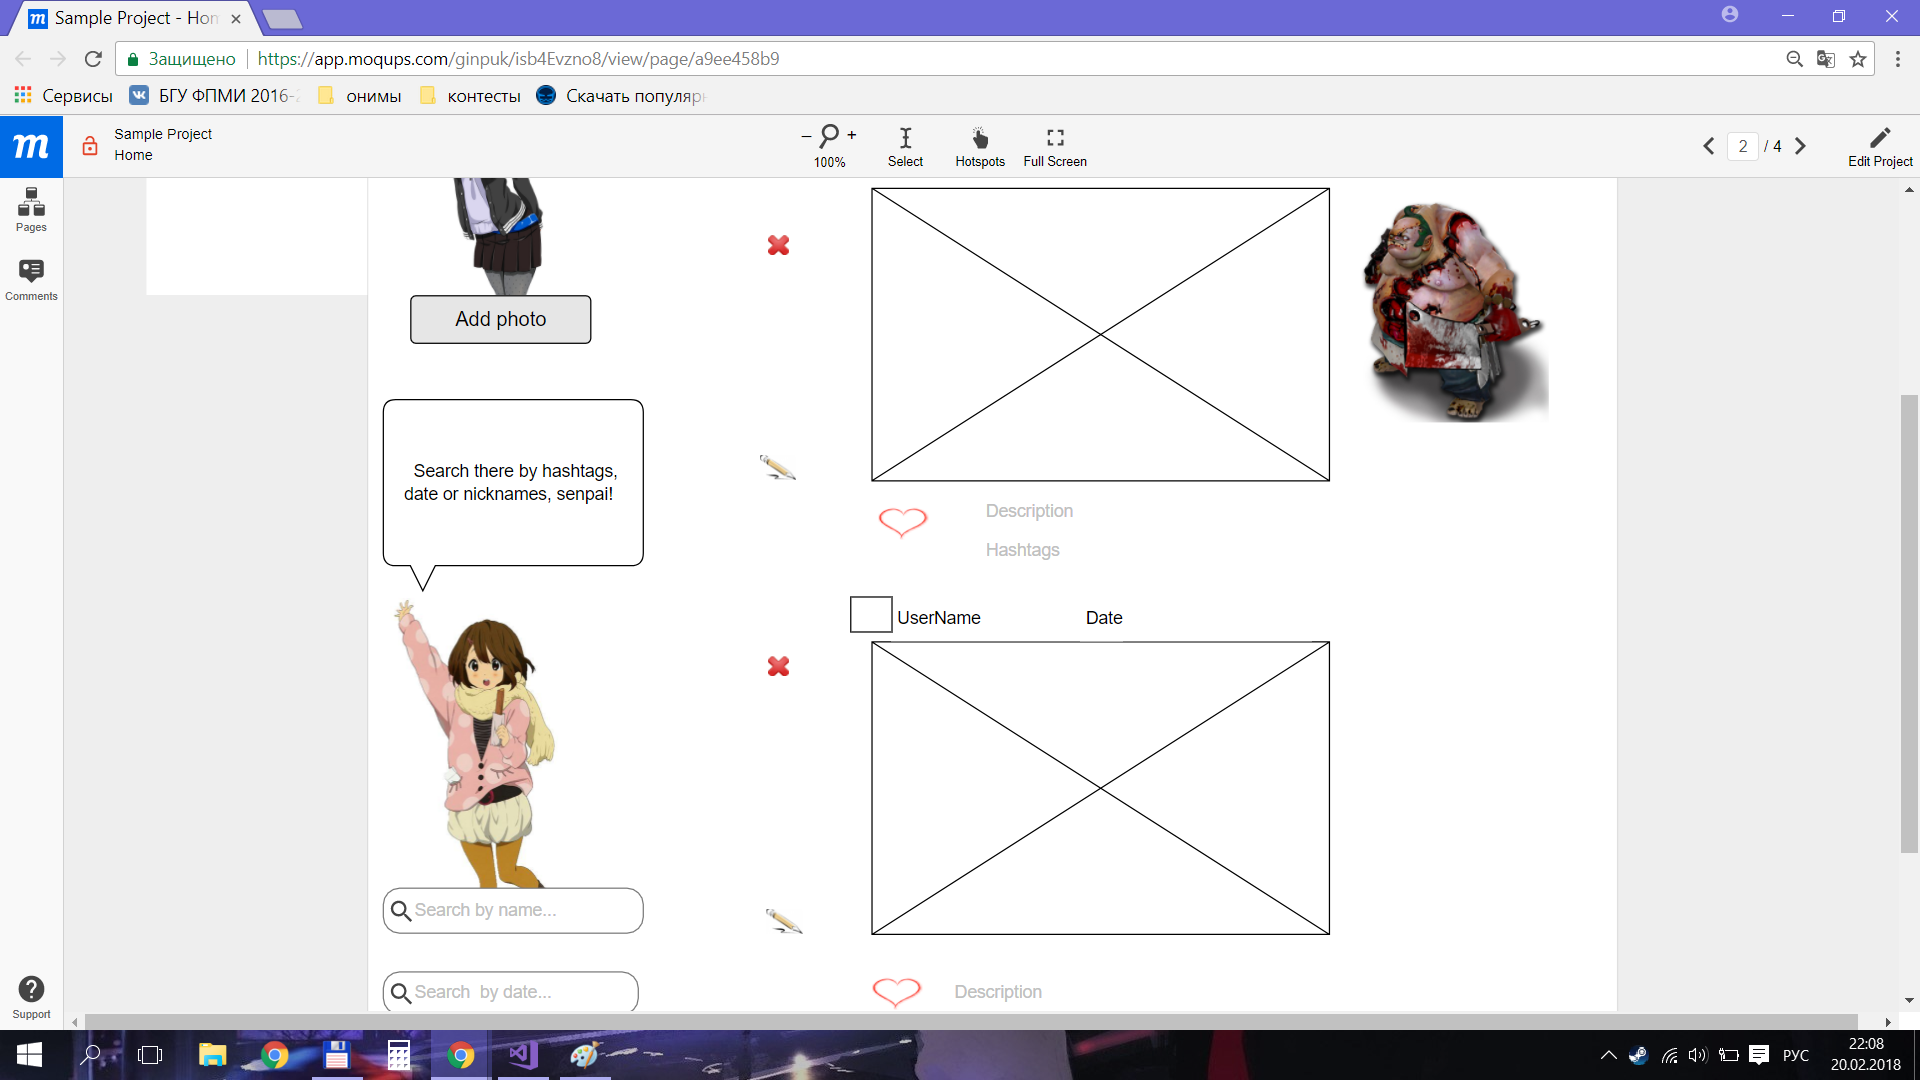 Sample Project - Hon
Защищено
https://app.moqups.com/ginpuk/isb4Evzno8/view/page/a9ee458b9
Сервисы
БГУ ФПМИ 2016-
онимы
контесты
Скачать популяр
m
Sample Project
Home
– +
100%
Select
Hotspots
Full Screen
2 / 4
Edit Project
Pages
Comments
Add photo
Search there by hashtags,
date or nicknames, senpai!
Description
Hashtags
UserName
Date
Search by name...
Search by date...
Description
Support
РУС
22:08
20.02.2018